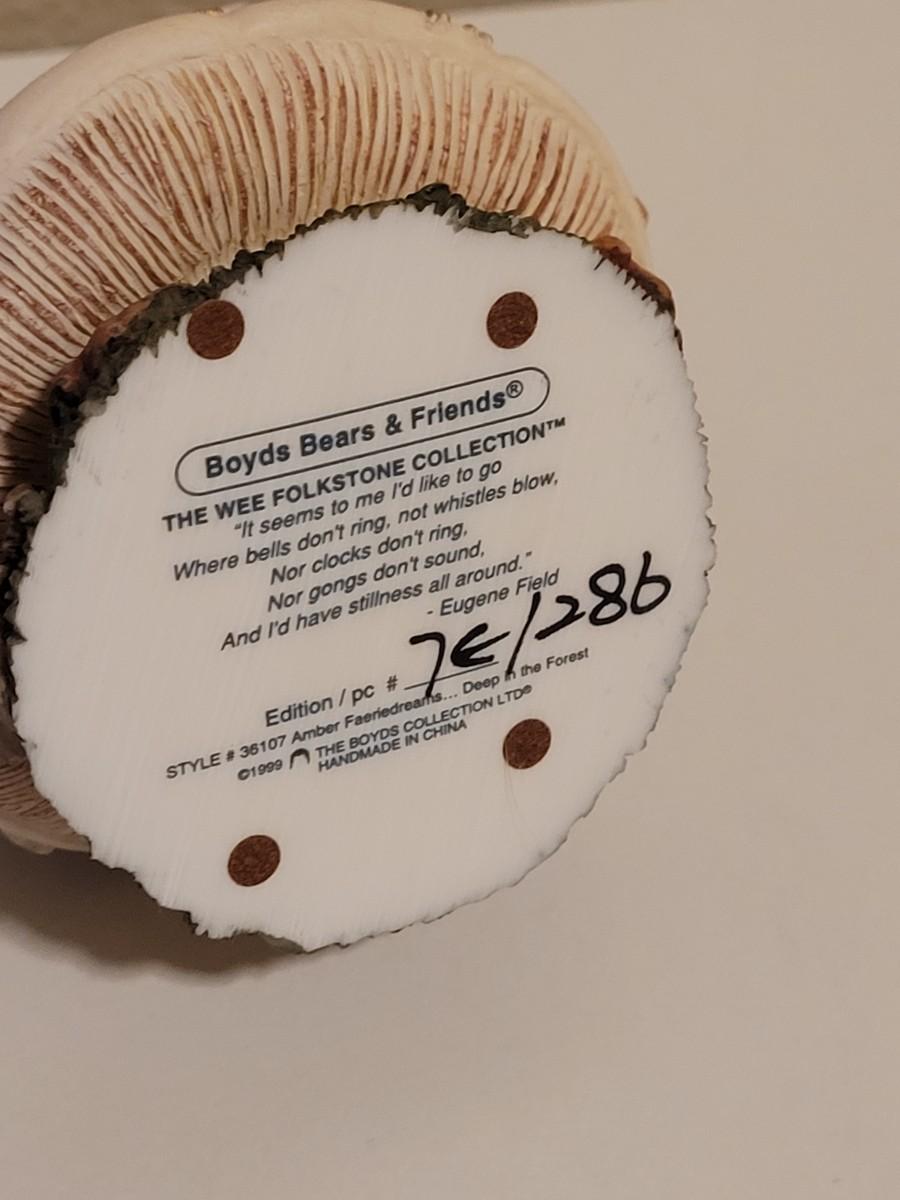 Boyds Bears & Friends®
THE WEE FOLKSTONE COLLECTION™
"It seems to me I'd like to go
Where bells don't ring, not whistles blow,
Nor clocks don't ring,
Nor gongs don't sound,
And I'd have stillness all around."
- Eugene Field
Edition / pc # 7E/286
STYLE # 36107 Amber Faeriedreams... Deep in the Forest
©1999 THE BOYDS COLLECTION LTD®
HANDMADE IN CHINA